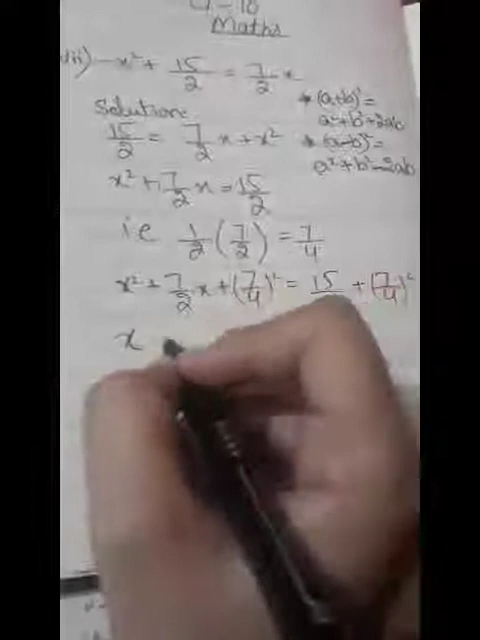 Maths
vii) -x² + 15/2 = 7/2 x
Solution:
15/2 = 7/2 x + x²
x² + 7/2 x = 15/2
i.e 1/2 (7/2) = 7/4
x² + 7/2 x + (7/4)² = 15 + (7/4)²
x
* (a+b)² =
a² + b² + 2ab
* (a-b)² =
a² + b² - 2ab